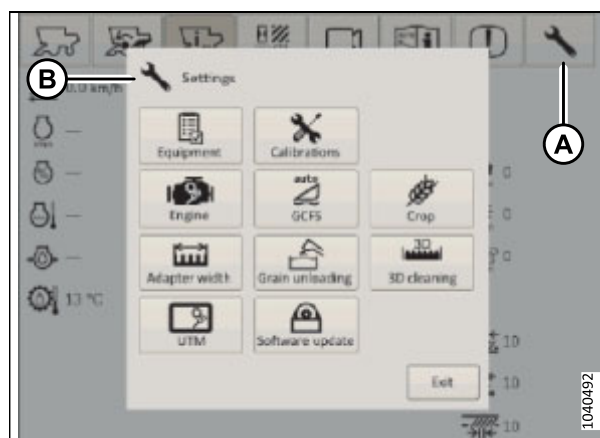 B
Settings
0.0 km/h
A
Equipment
Calibrations
auto
Engine
GCFS
Crop
3D
Adapter width
Grain unloading
3D cleaning
13 °C
UTM
Software update
Exit
0
0
0
10
10
10
1040492